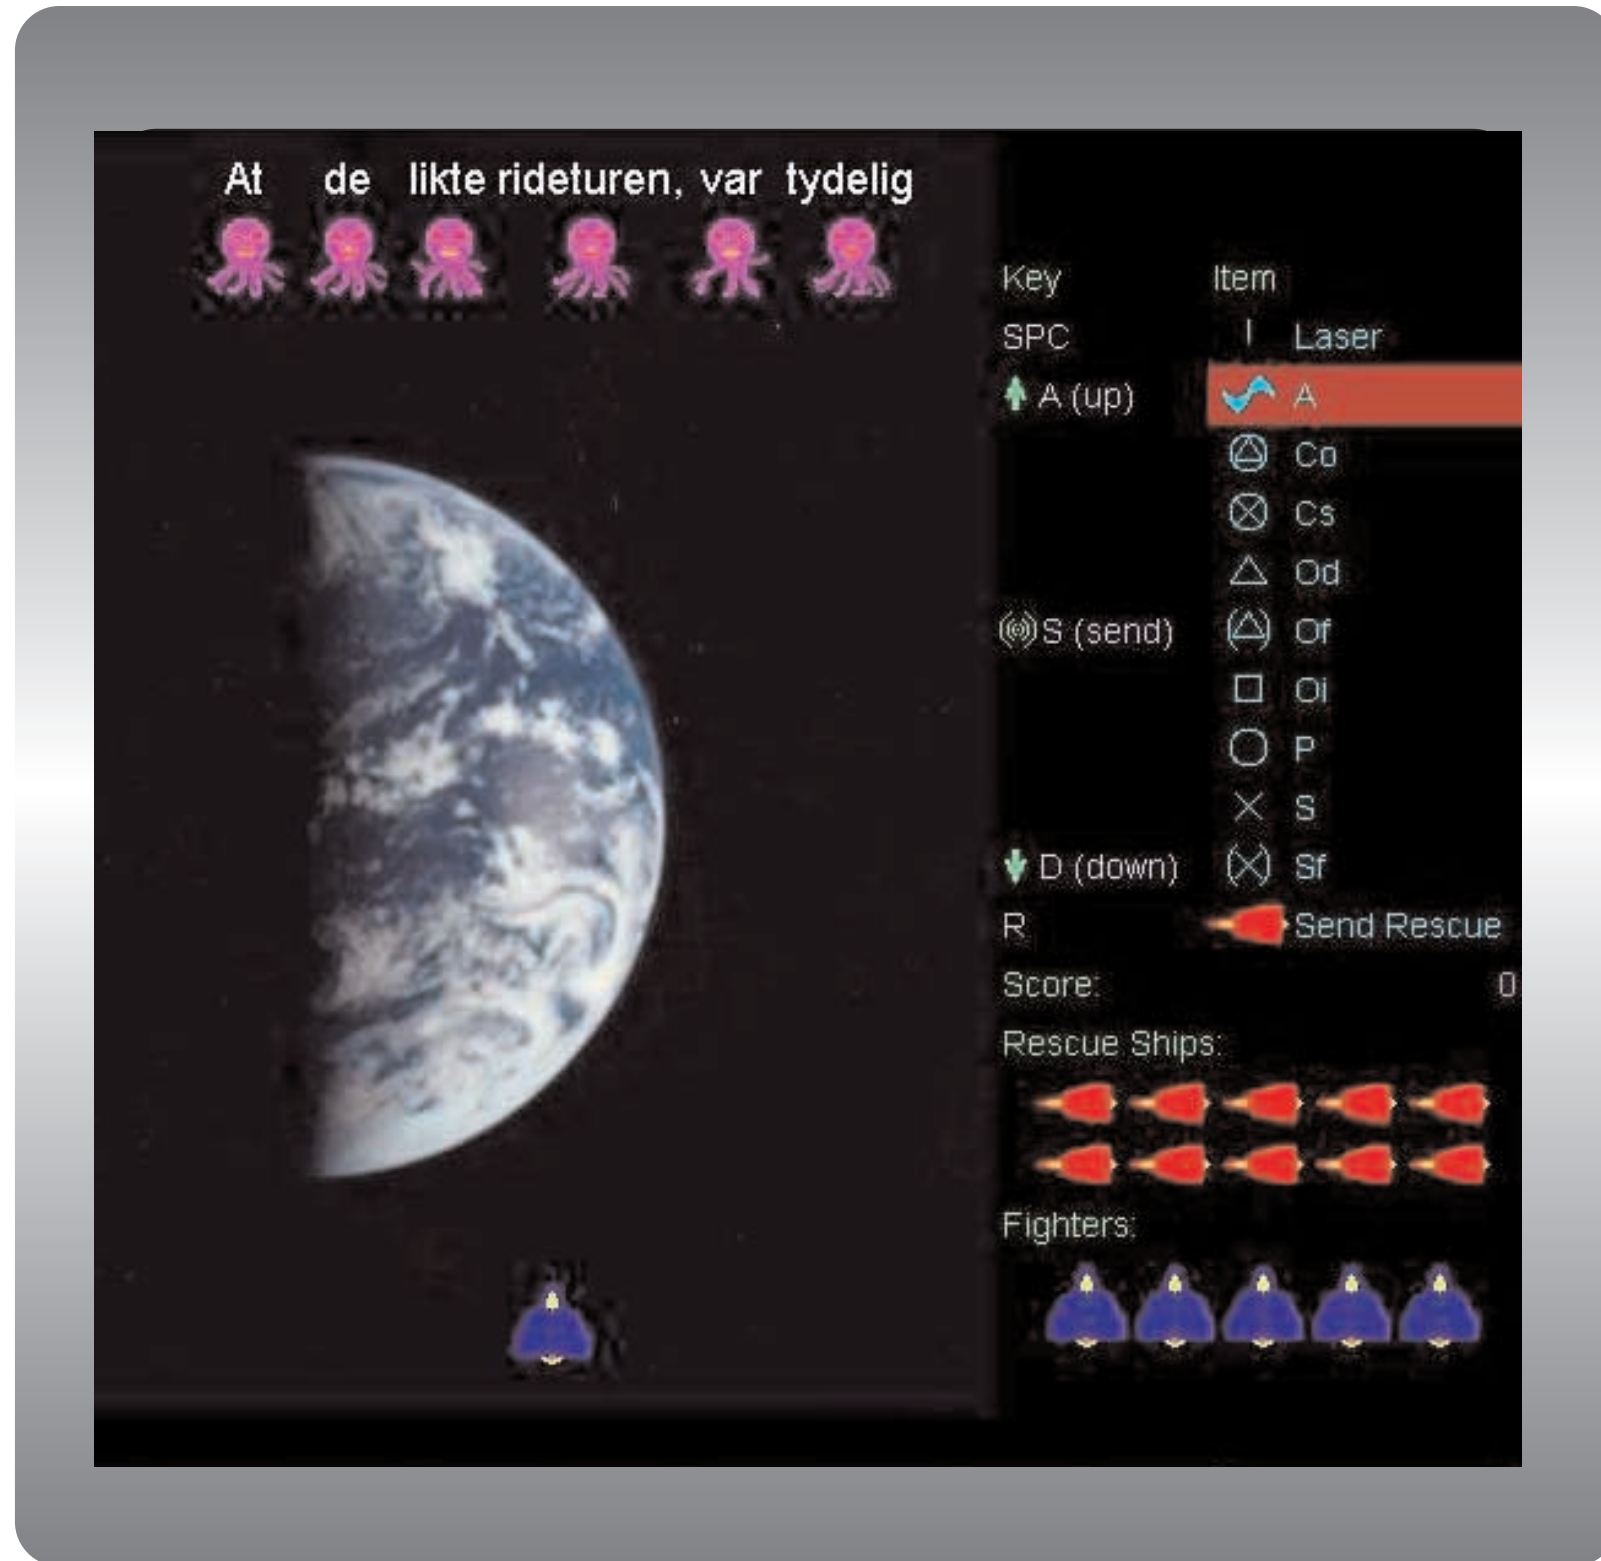 At de likte rideturen, var tydelig
Key Item
SPC Laser
A (up) A
Co
Cs
Od
S (send) Of
Oi
P
S
D (down) Sf
R Send Rescue
Score: 0
Rescue Ships:
Fighters: